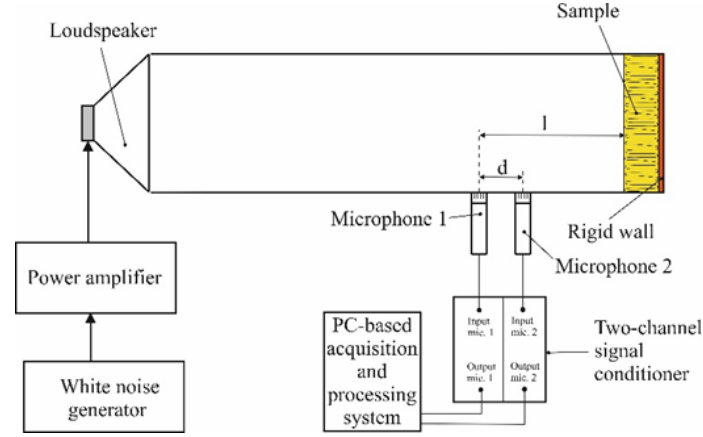 Sample
Loudspeaker
l
d
Microphone 1
Rigid wall
Microphone 2
Power amplifier
White noise
generator
PC-based
acquisition
and
processing
system
Input
mic. 1
Input
mic. 2
Output
mic. 1
Output
mic. 2
Two-channel
signal
conditioner